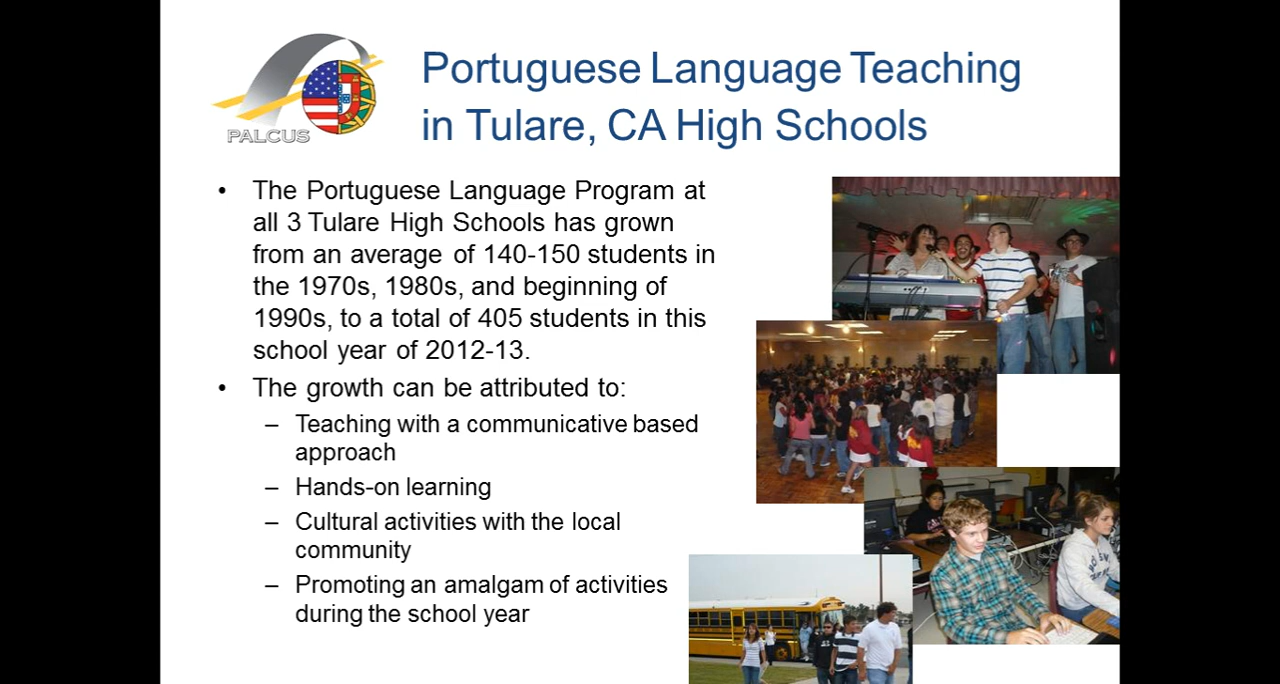 PALCUS
Portuguese Language Teaching
in Tulare, CA High Schools
• The Portuguese Language Program at
all 3 Tulare High Schools has grown
from an average of 140-150 students in
the 1970s, 1980s, and beginning of
1990s, to a total of 405 students in this
school year of 2012-13.
• The growth can be attributed to:
– Teaching with a communicative based
approach
– Hands-on learning
– Cultural activities with the local
community
– Promoting an amalgam of activities
during the school year